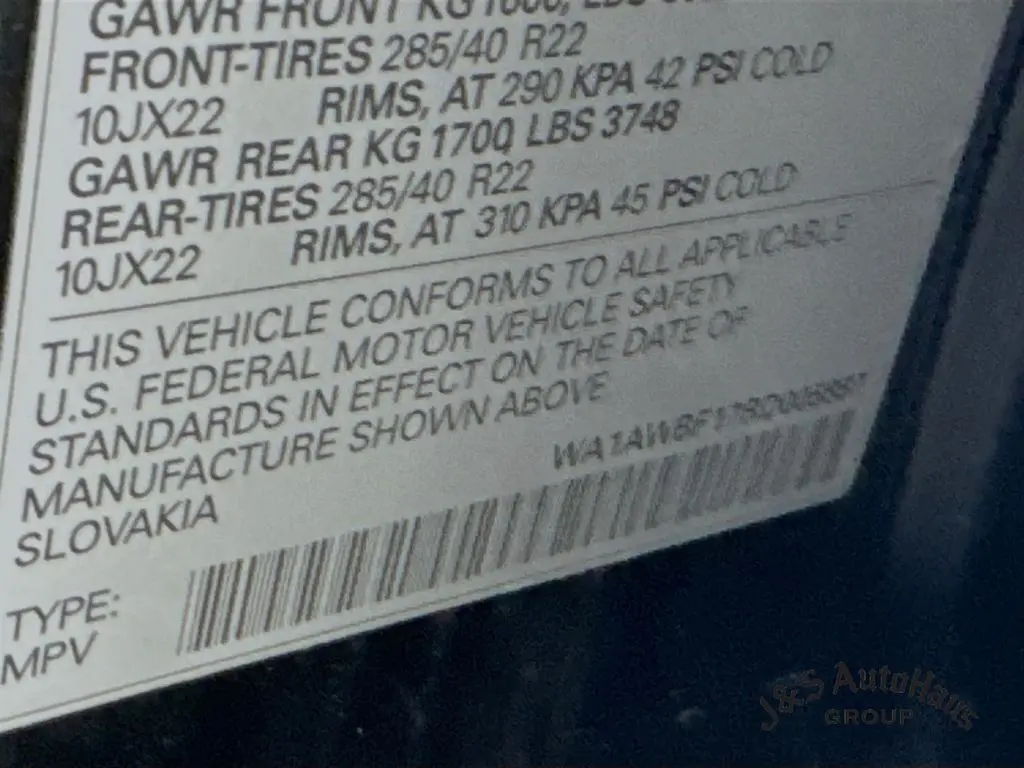 GAWR FRONT KG
FRONT-TIRES 285/40 R22
10JX22 RIMS, AT 290 KPA 42 PSI COLD
GAWR REAR KG 1700 LBS 3748
REAR-TIRES 285/40 R22
10JX22 RIMS, AT 310 KPA 45 PSI COLD
THIS VEHICLE CONFORMS TO ALL APPLICABLE
U.S. FEDERAL MOTOR VEHICLE SAFETY
STANDARDS IN EFFECT ON THE DATE OF
MANUFACTURE SHOWN ABOVE
SLOVAKIA
TYPE:
MPV
J&S AutoHaus
GROUP